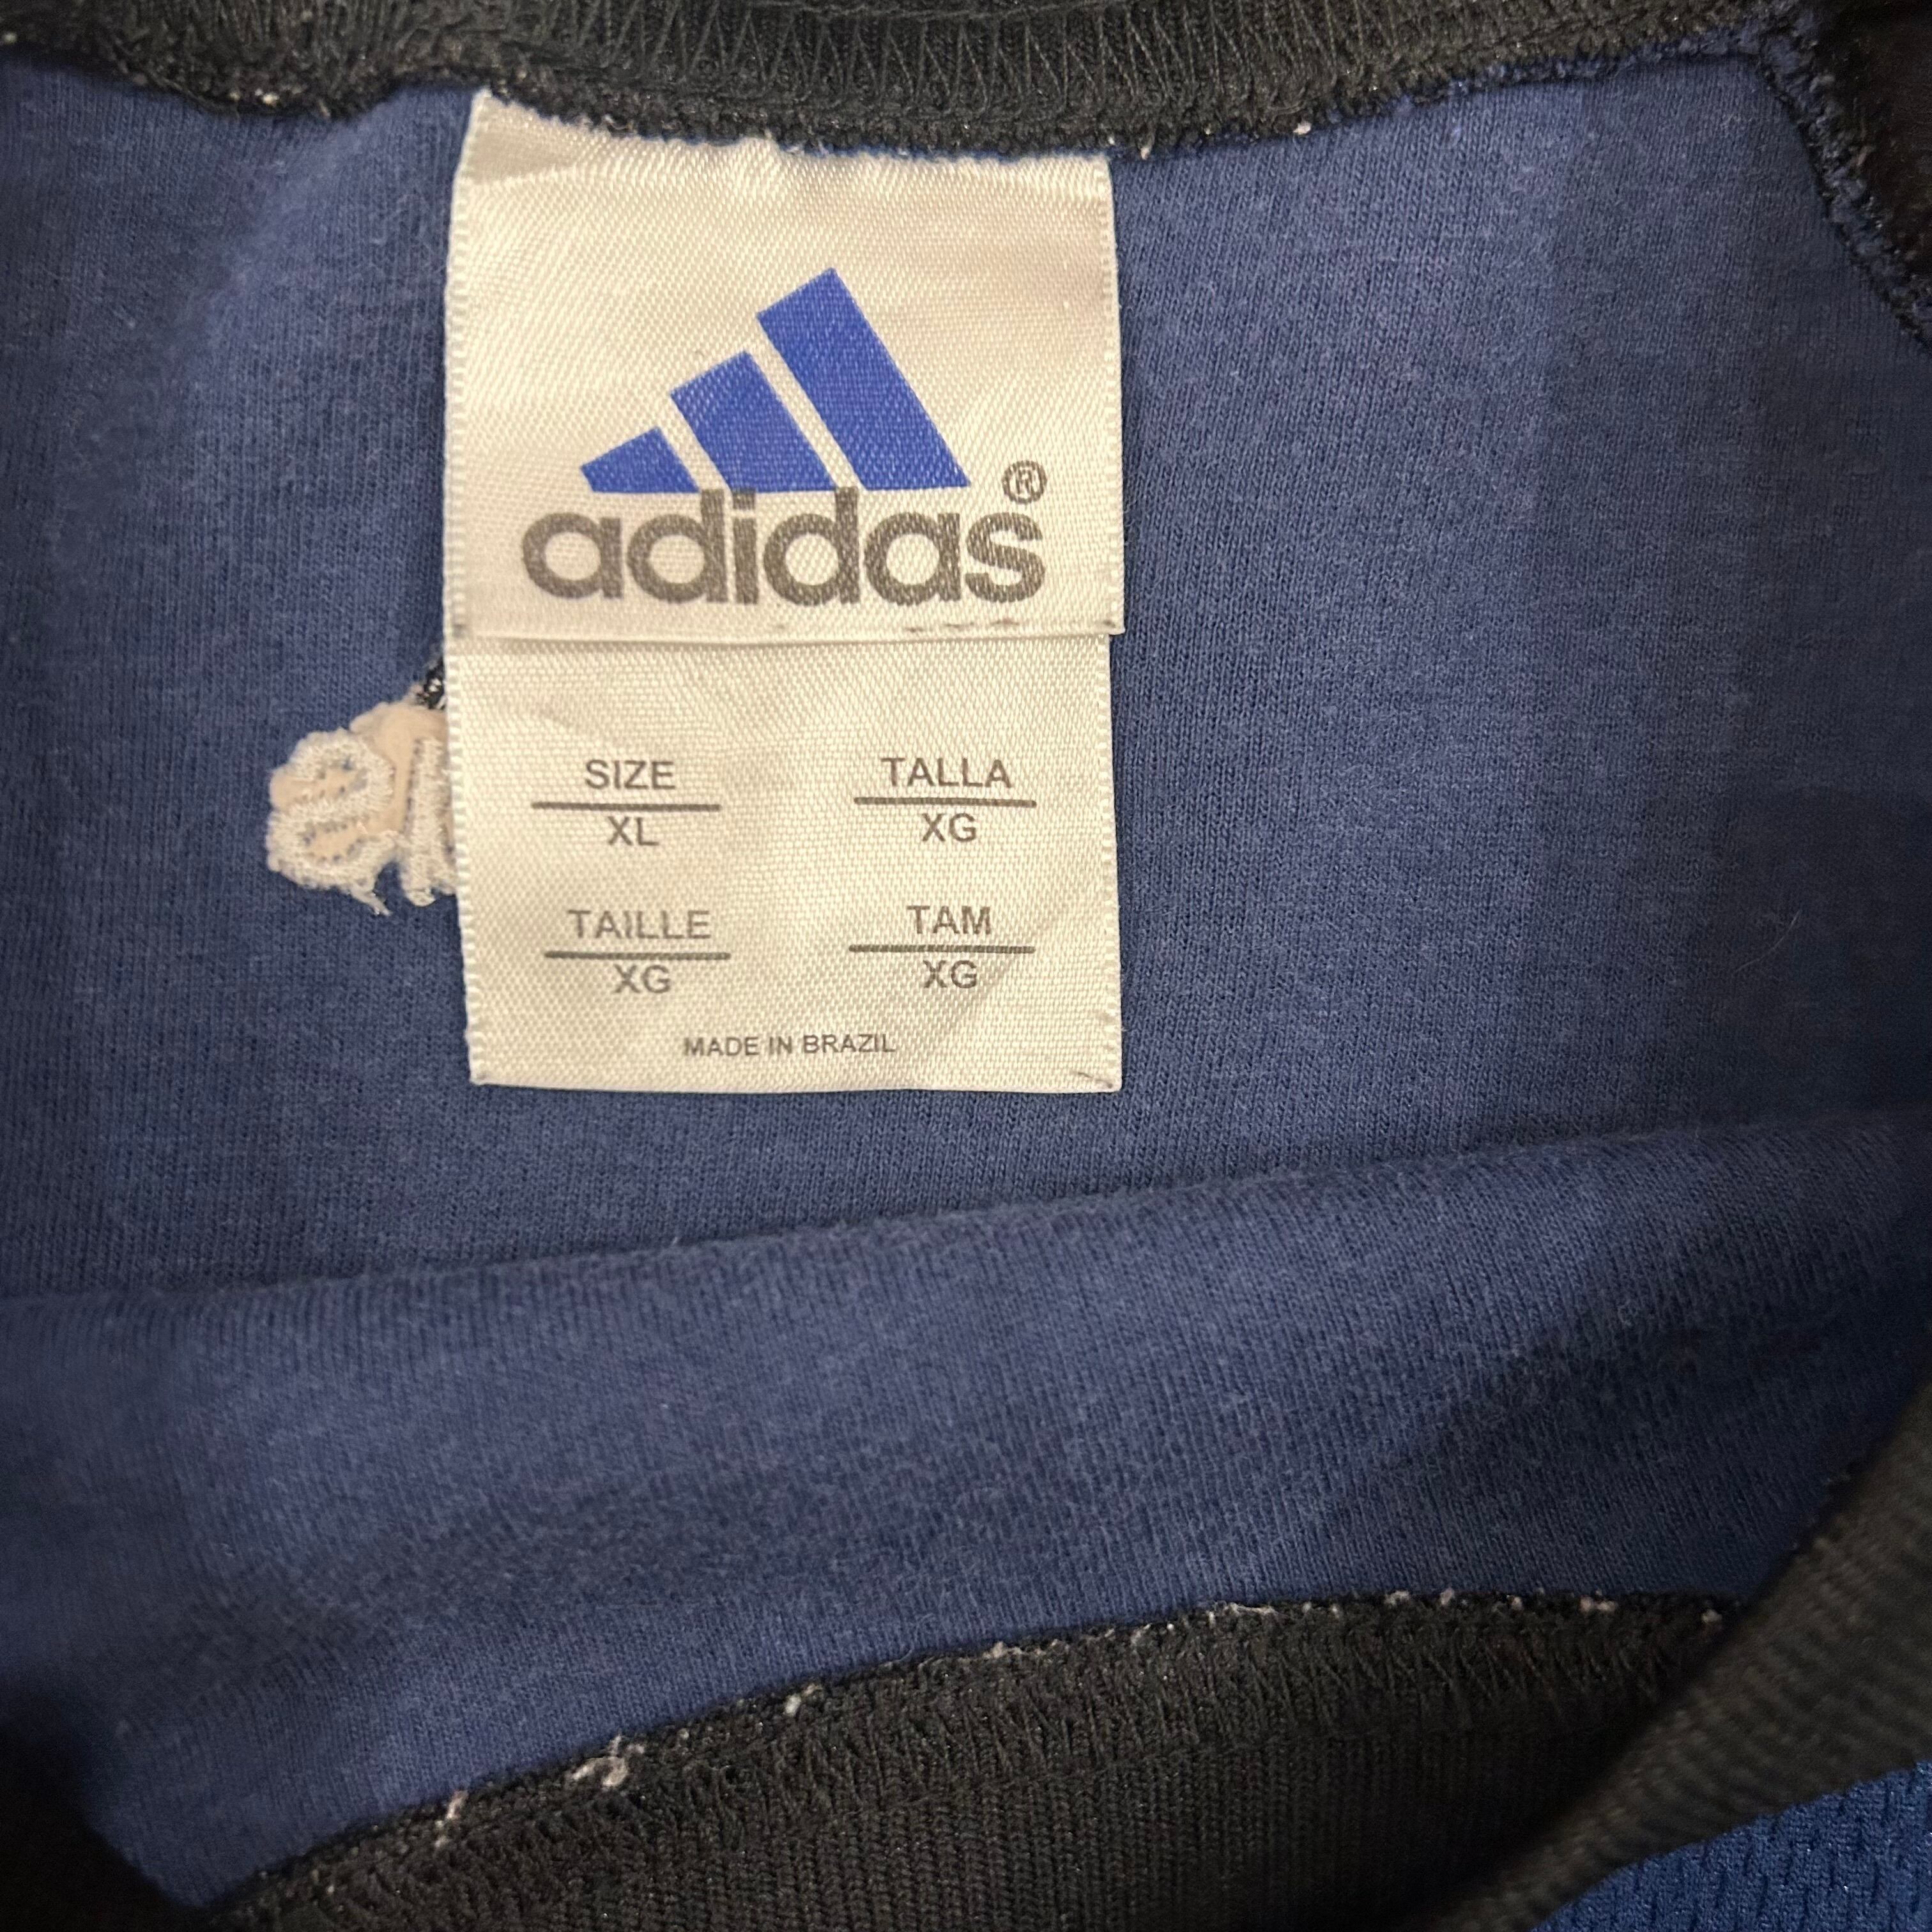 adidas®
SIZE TALLA
XL XG
TAILLE TAM
XG XG
MADE IN BRAZIL